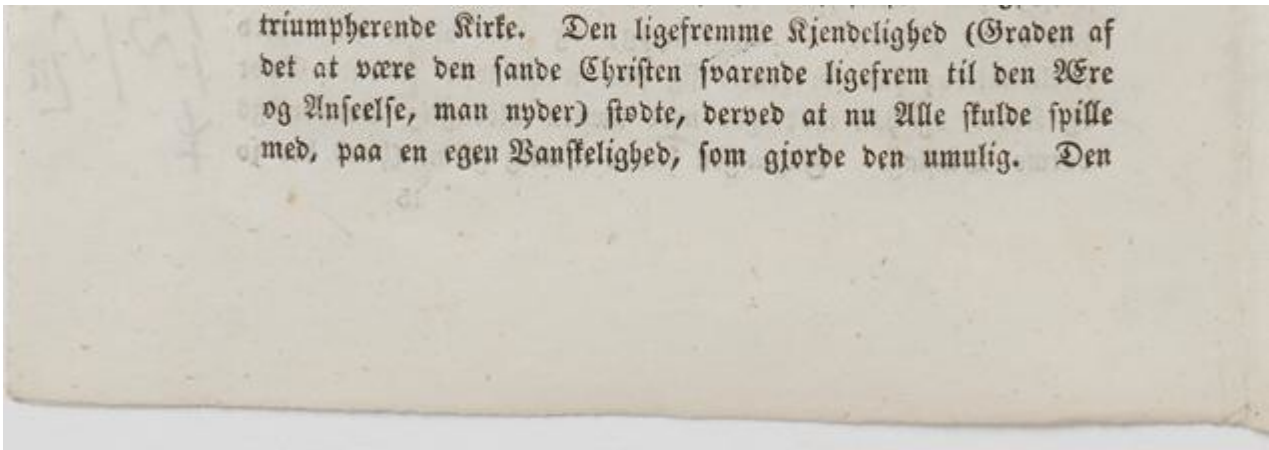 triumpherende Kirke. Den ligefremme Kjendelighed (Graden af
det at være den sande Christen svarende ligefrem til den Ære
og Anseelse, man nyder) stødte, derved at nu Alle skulde spille
med, paa en egen Vanskelighed, som gjorde den umulig. Den